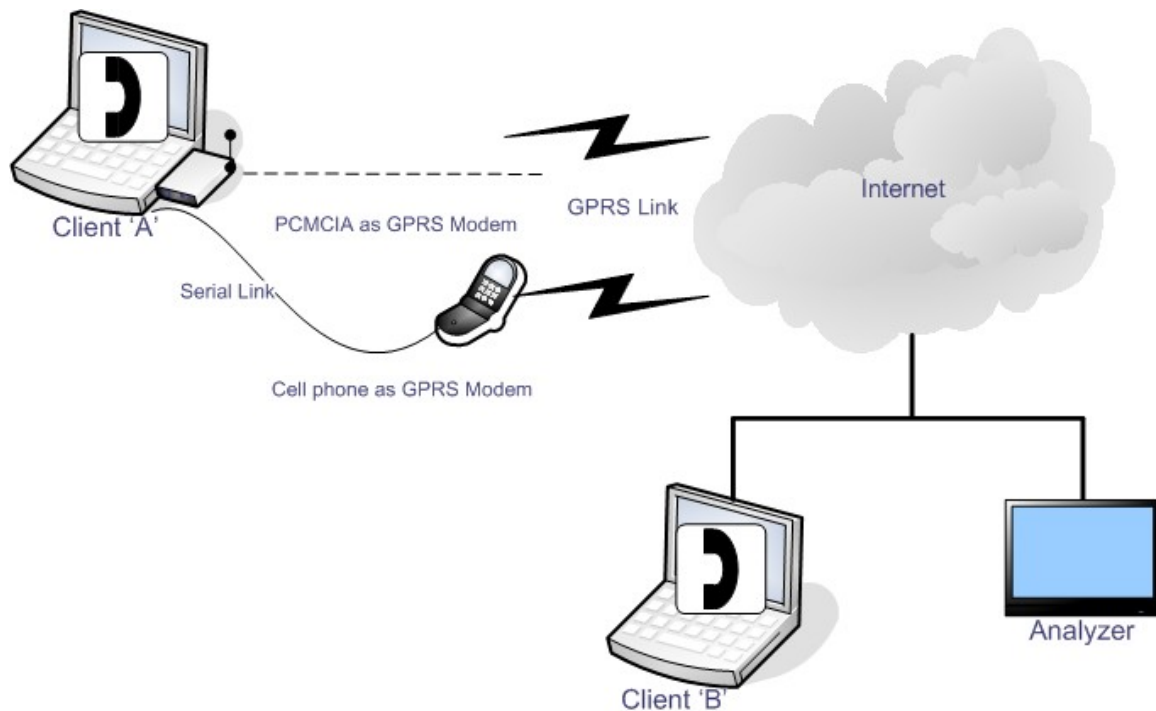 Internet
Client 'A'
PCMCIA as GPRS Modem
GPRS Link
Serial Link
Cell phone as GPRS Modem
Analyzer
Client 'B'